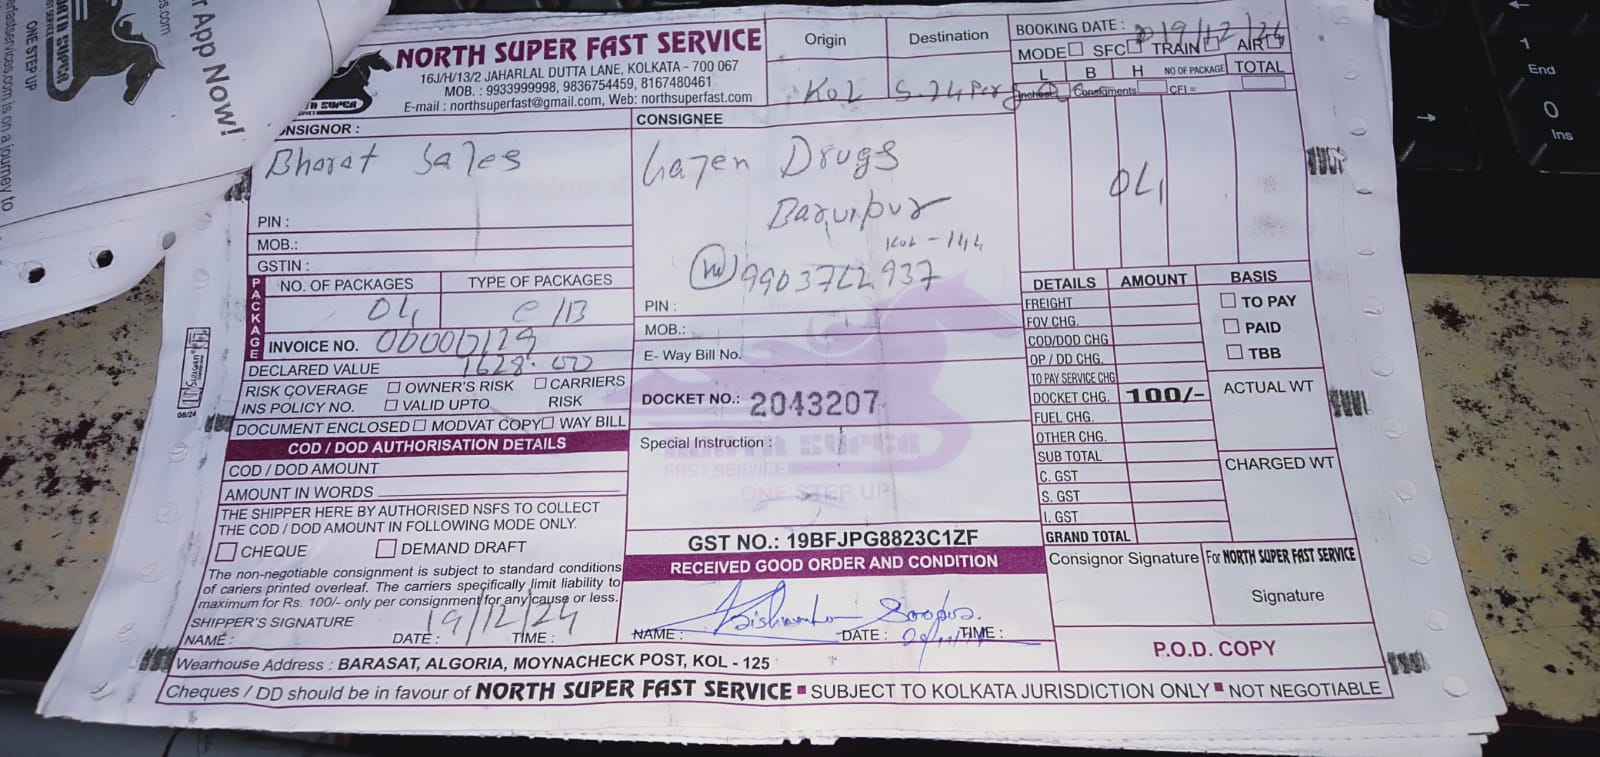 r App Now!
ONE STEP UP
NORTH SUPER FAST SERVICE
16J/H/13/2 JAHARLAL DUTTA LANE, KOLKATA - 700 067
MOB. : 9933999998, 9836754459, 8167480461
E-mail : northsuperfast@gmail.com, Web: northsuperfast.com
Origin
Destination
KOL
BOOKING DATE : 19/12/24
MODE SFC TRAIN AIR
L B H NO OF PACKAGE TOTAL
Inches Consigments CFI =
CONSIGNOR :
Bharat Sales
PIN :
MOB.:
GSTIN :
CONSIGNEE
Drugs
Baruipur
KOL - 144
PIN :
MOB.:
E- Way Bill No.
PACKAGE
NO. OF PACKAGES
TYPE OF PACKAGES
C/B
INVOICE NO.
DECLARED VALUE 1628.00
RISK COVERAGE OWNER'S RISK CARRIERS RISK
INS POLICY NO. VALID UPTO
DOCUMENT ENCLOSED MODVAT COPY WAY BILL
COD / DOD AUTHORISATION DETAILS
COD / DOD AMOUNT
AMOUNT IN WORDS
THE SHIPPER HERE BY AUTHORISED NSFS TO COLLECT
THE COD / DOD AMOUNT IN FOLLOWING MODE ONLY.
CHEQUE DEMAND DRAFT
The non-negotiable consignment is subject to standard conditions
of cariers printed overleaf. The carriers specifically limit liability to
maximum for Rs. 100/- only per consignment for any cause or less.
SHIPPER'S SIGNATURE
NAME : DATE : 19/12/24 TIME :
DOCKET NO.: 2043207
Special Instruction :
NORTH SUPER
FAST SERVICE
ONE STEP UP
GST NO.: 19BFJPG8823C1ZF
RECEIVED GOOD ORDER AND CONDITION
NAME : DATE : TIME :
DETAILS AMOUNT BASIS
FREIGHT
FOV CHG.
COD/DOD CHG
OP / DD CHG.
TO PAY SERVICE CHG
DOCKET CHG. 100/-
FUEL CHG.
OTHER CHG.
SUB TOTAL
C. GST
S. GST
I. GST
GRAND TOTAL
TO PAY
PAID
TBB
ACTUAL WT
CHARGED WT
Consignor Signature
For NORTH SUPER FAST SERVICE
Signature
P.O.D. COPY
08/24
Wearhouse Address : BARASAT, ALGORIA, MOYNACHECK POST, KOL - 125
Cheques / DD should be in favour of NORTH SUPER FAST SERVICE SUBJECT TO KOLKATA JURISDICTION ONLY NOT NEGOTIABLE
1
End
0
Ins